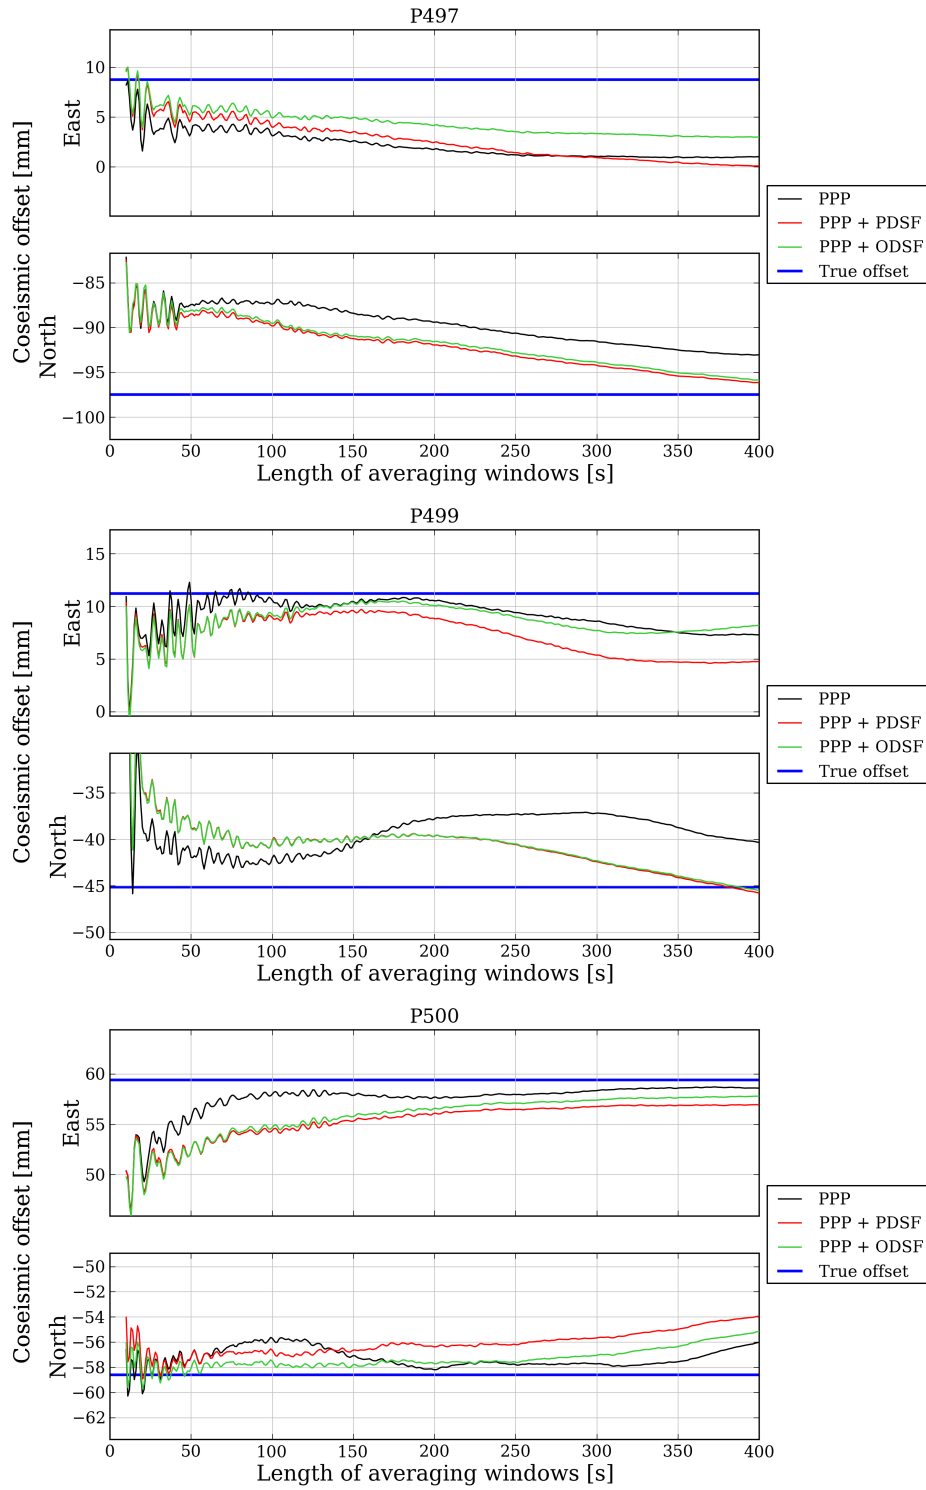 P497
10
5
0
East
−85
−90
−95
−100
North
Coseismic offset [mm]
0 50 100 150 200 250 300 350 400
Length of averaging windows [s]
PPP
PPP + PDSF
PPP + ODSF
True offset
P499
15
10
5
0
East
−35
−40
−45
−50
North
Coseismic offset [mm]
0 50 100 150 200 250 300 350 400
Length of averaging windows [s]
PPP
PPP + PDSF
PPP + ODSF
True offset
P500
60
55
50
East
−50
−52
−54
−56
−58
−60
−62
North
Coseismic offset [mm]
0 50 100 150 200 250 300 350 400
Length of averaging windows [s]
PPP
PPP + PDSF
PPP + ODSF
True offset